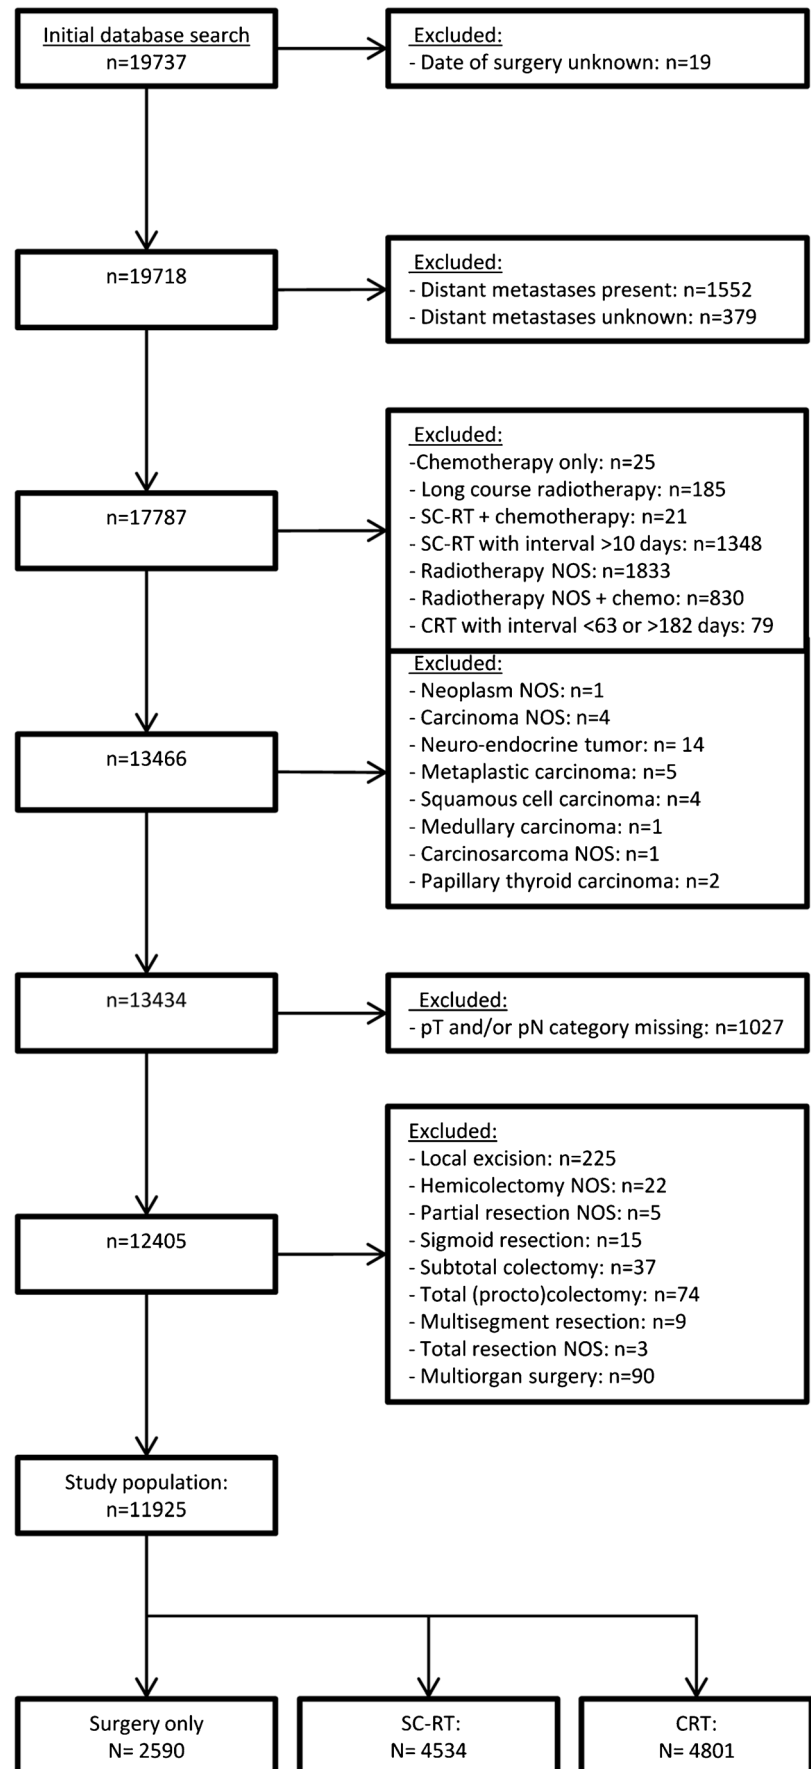 Initial database search
n=19737
Excluded:
- Date of surgery unknown: n=19
n=19718
Excluded:
- Distant metastases present: n=1552
- Distant metastases unknown: n=379
n=17787
Excluded:
-Chemotherapy only: n=25
- Long course radiotherapy: n=185
- SC-RT + chemotherapy: n=21
- SC-RT with interval >10 days: n=1348
- Radiotherapy NOS: n=1833
- Radiotherapy NOS + chemo: n=830
- CRT with interval <63 or >182 days: 79
n=13466
Excluded:
- Neoplasm NOS: n=1
- Carcinoma NOS: n=4
- Neuro-endocrine tumor: n= 14
- Metaplastic carcinoma: n=5
- Squamous cell carcinoma: n=4
- Medullary carcinoma: n=1
- Carcinosarcoma NOS: n=1
- Papillary thyroid carcinoma: n=2
n=13434
Excluded:
- pT and/or pN category missing: n=1027
n=12405
Excluded:
- Local excision: n=225
- Hemicolectomy NOS: n=22
- Partial resection NOS: n=5
- Sigmoid resection: n=15
- Subtotal colectomy: n=37
- Total (procto)colectomy: n=74
- Multisegment resection: n=9
- Total resection NOS: n=3
- Multiorgan surgery: n=90
Study population:
n=11925
Surgery only
N= 2590
SC-RT:
N= 4534
CRT:
N= 4801